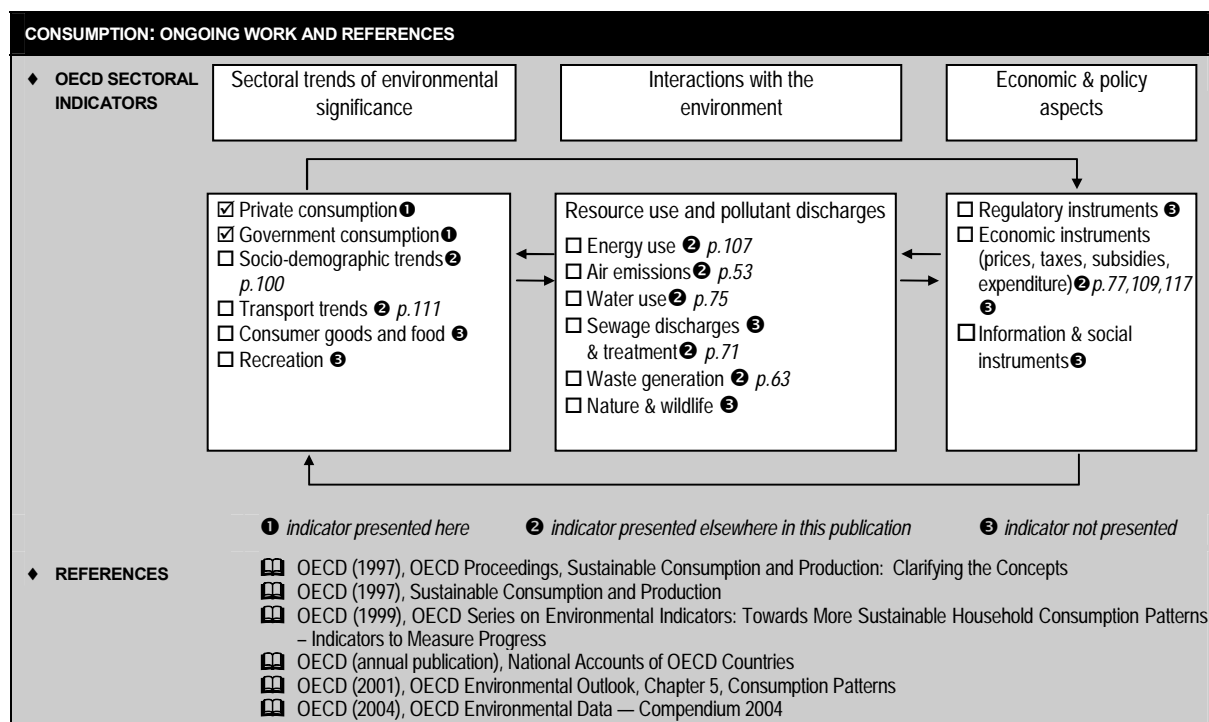 CONSUMPTION: ONGOING WORK AND REFERENCES
♦ OECD SECTORAL
INDICATORS
Sectoral trends of environmental
significance
Interactions with the
environment
Economic & policy
aspects
☑ Private consumption❶
☑ Government consumption❶
☐ Socio-demographic trends❷
p.100
☐ Transport trends ❷ p.111
☐ Consumer goods and food ❸
☐ Recreation ❸
Resource use and pollutant discharges
☐ Energy use ❷ p.107
☐ Air emissions❷ p.53
☐ Water use❷ p.75
☐ Sewage discharges ❸
& treatment❷ p.71
☐ Waste generation ❷ p.63
☐ Nature & wildlife ❸
☐ Regulatory instruments ❸
☐ Economic instruments
(prices, taxes, subsidies,
expenditure)❷p.77,109,117
❸
☐ Information & social
instruments❸
❶ indicator presented here ❷ indicator presented elsewhere in this publication ❸ indicator not presented
♦ REFERENCES
OECD (1997), OECD Proceedings, Sustainable Consumption and Production: Clarifying the Concepts
OECD (1997), Sustainable Consumption and Production
OECD (1999), OECD Series on Environmental Indicators: Towards More Sustainable Household Consumption Patterns
– Indicators to Measure Progress
OECD (annual publication), National Accounts of OECD Countries
OECD (2001), OECD Environmental Outlook, Chapter 5, Consumption Patterns
OECD (2004), OECD Environmental Data — Compendium 2004